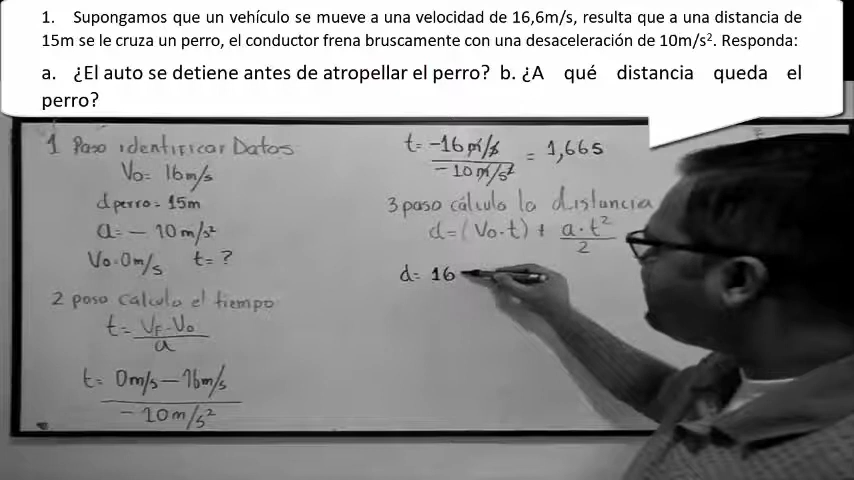 1. Supongamos que un vehículo se mueve a una velocidad de 16,6m/s, resulta que a una distancia de
15m se le cruza un perro, el conductor frena bruscamente con una desaceleración de 10m/s². Responda:
a. ¿El auto se detiene antes de atropellar el perro? b. ¿A qué distancia queda el
perro?
1 Paso identificar Datos
Vo= 16m/s
dperro= 15m
a= - 10m/s²
Vo=0m/s t= ?
2 paso calculo el tiempo
t= VF-Vo
a
t= 0m/s - 16m/s
-10m/s²
t= -16m/s = 1,66s
-10m/s²
3 paso cálculo la distancia
d=(Vo·t) + a·t²
2
d= 16